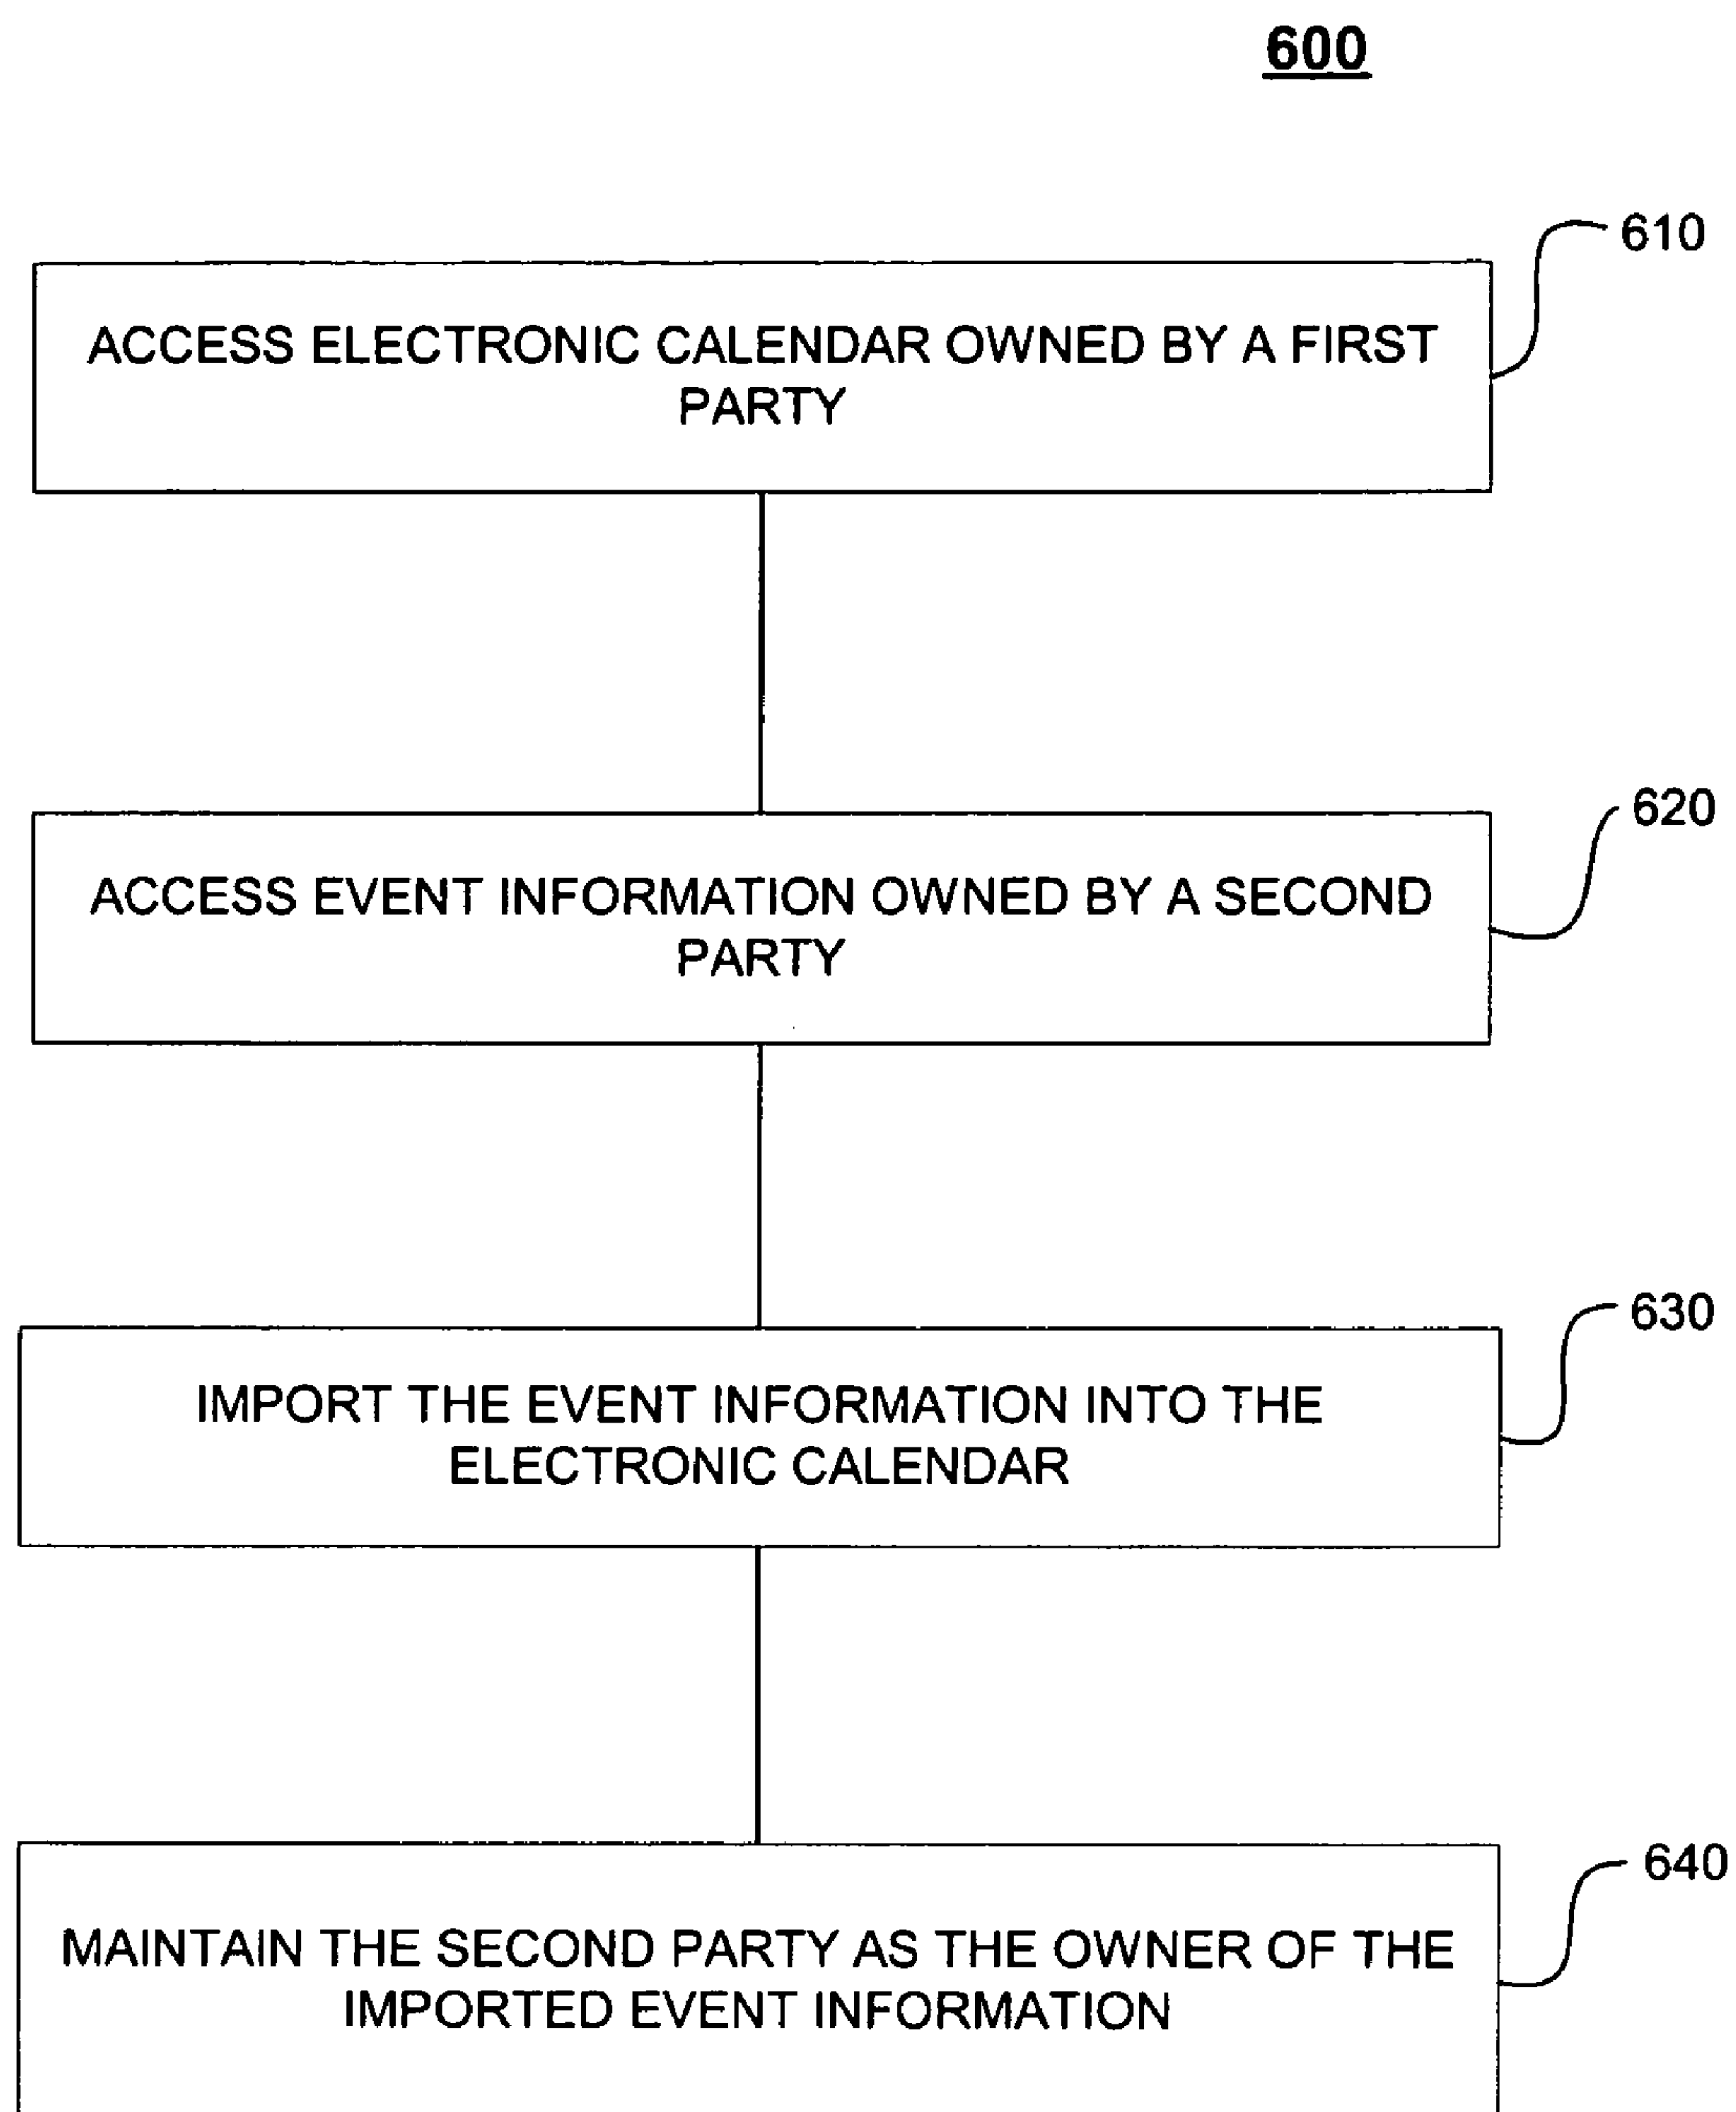 600
610
ACCESS ELECTRONIC CALENDAR OWNED BY A FIRST
PARTY
620
ACCESS EVENT INFORMATION OWNED BY A SECOND
PARTY
630
IMPORT THE EVENT INFORMATION INTO THE
ELECTRONIC CALENDAR
640
MAINTAIN THE SECOND PARTY AS THE OWNER OF THE
IMPORTED EVENT INFORMATION